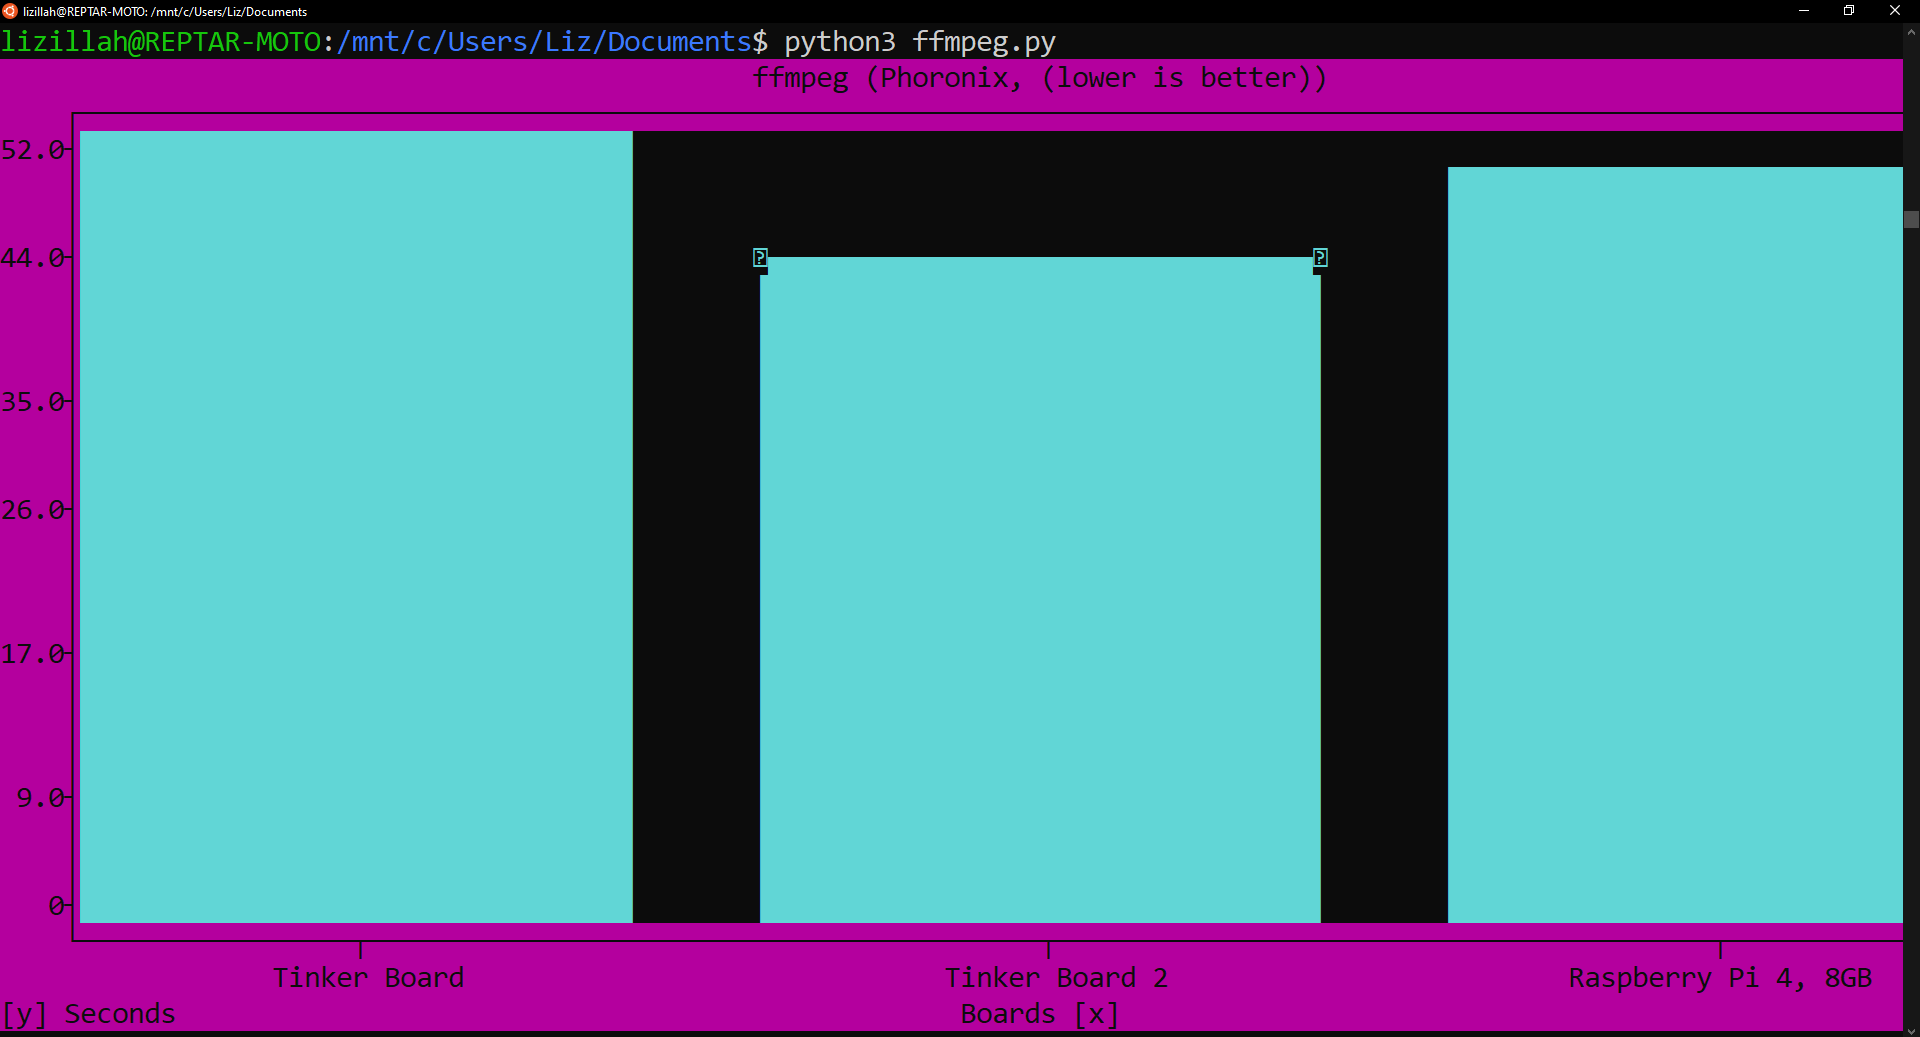 lizillah@REPTAR-MOTO: /mnt/c/Users/Liz/Documents
lizillah@REPTAR-MOTO:/mnt/c/Users/Liz/Documents$ python3 ffmpeg.py
ffmpeg (Phoronix, (lower is better))
52.0
44.0
? ?
35.0
26.0
17.0
9.0
0
Tinker Board Tinker Board 2 Raspberry Pi 4, 8GB
[y] Seconds Boards [x]